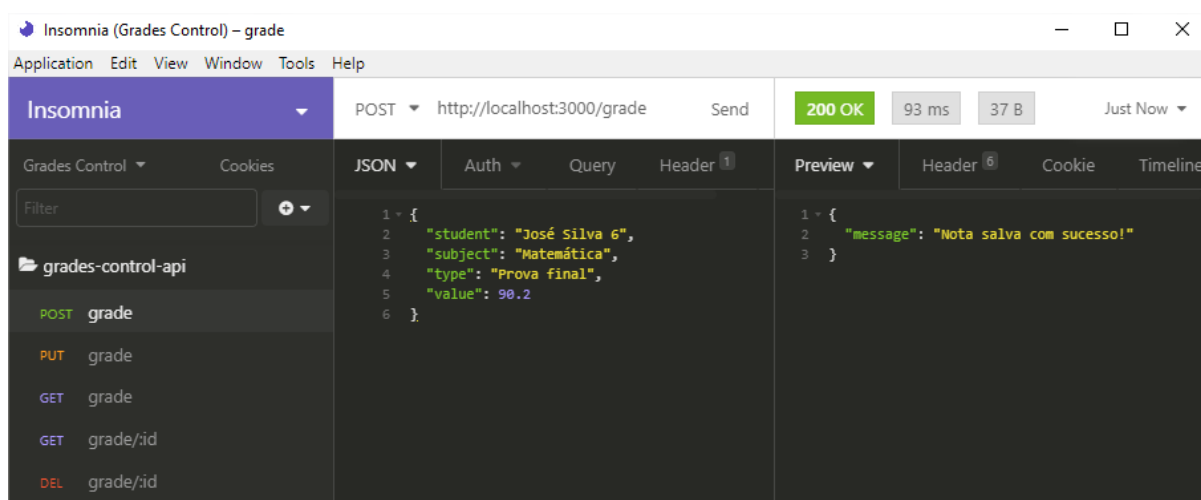 Insomnia (Grades Control) – grade
Application Edit View Window Tools Help
Insomnia
POST http://localhost:3000/grade Send
200 OK 93 ms 37 B Just Now
Grades Control Cookies
JSON Auth Query Header 1
Preview Header 6 Cookie Timeline
Filter
grades-control-api
POST grade
PUT grade
GET grade
GET grade/:id
DEL grade/:id
1 {
2 "student": "José Silva 6",
3 "subject": "Matemática",
4 "type": "Prova final",
5 "value": 90.2
6 }
1 {
2 "message": "Nota salva com sucesso!"
3 }